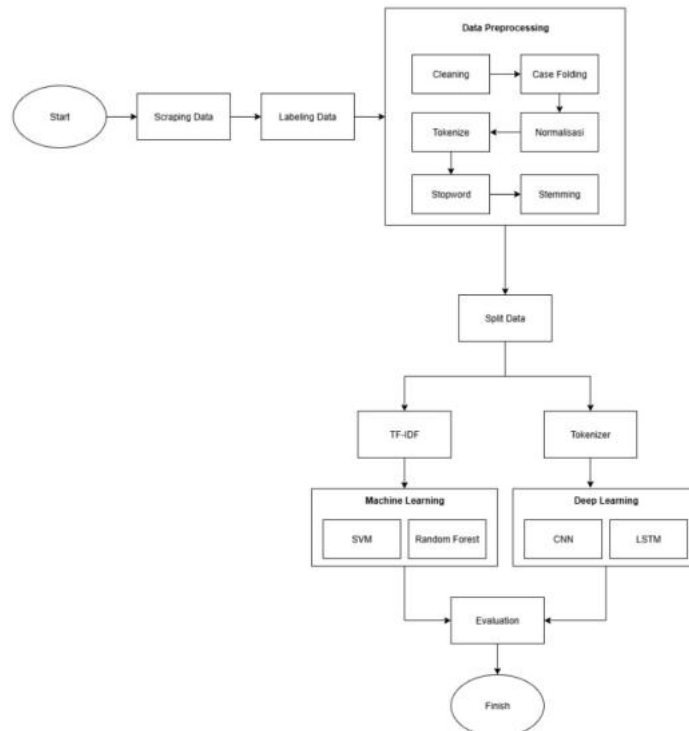 Data Preprocessing
Cleaning
Case Folding
Start
Scraping Data
Labeling Data
Tokenize
Normalisasi
Stopword
Stemming
Split Data
TF-IDF
Tokenizer
Machine Learning
Deep Learning
SVM
Random Forest
CNN
LSTM
Evaluation
Finish